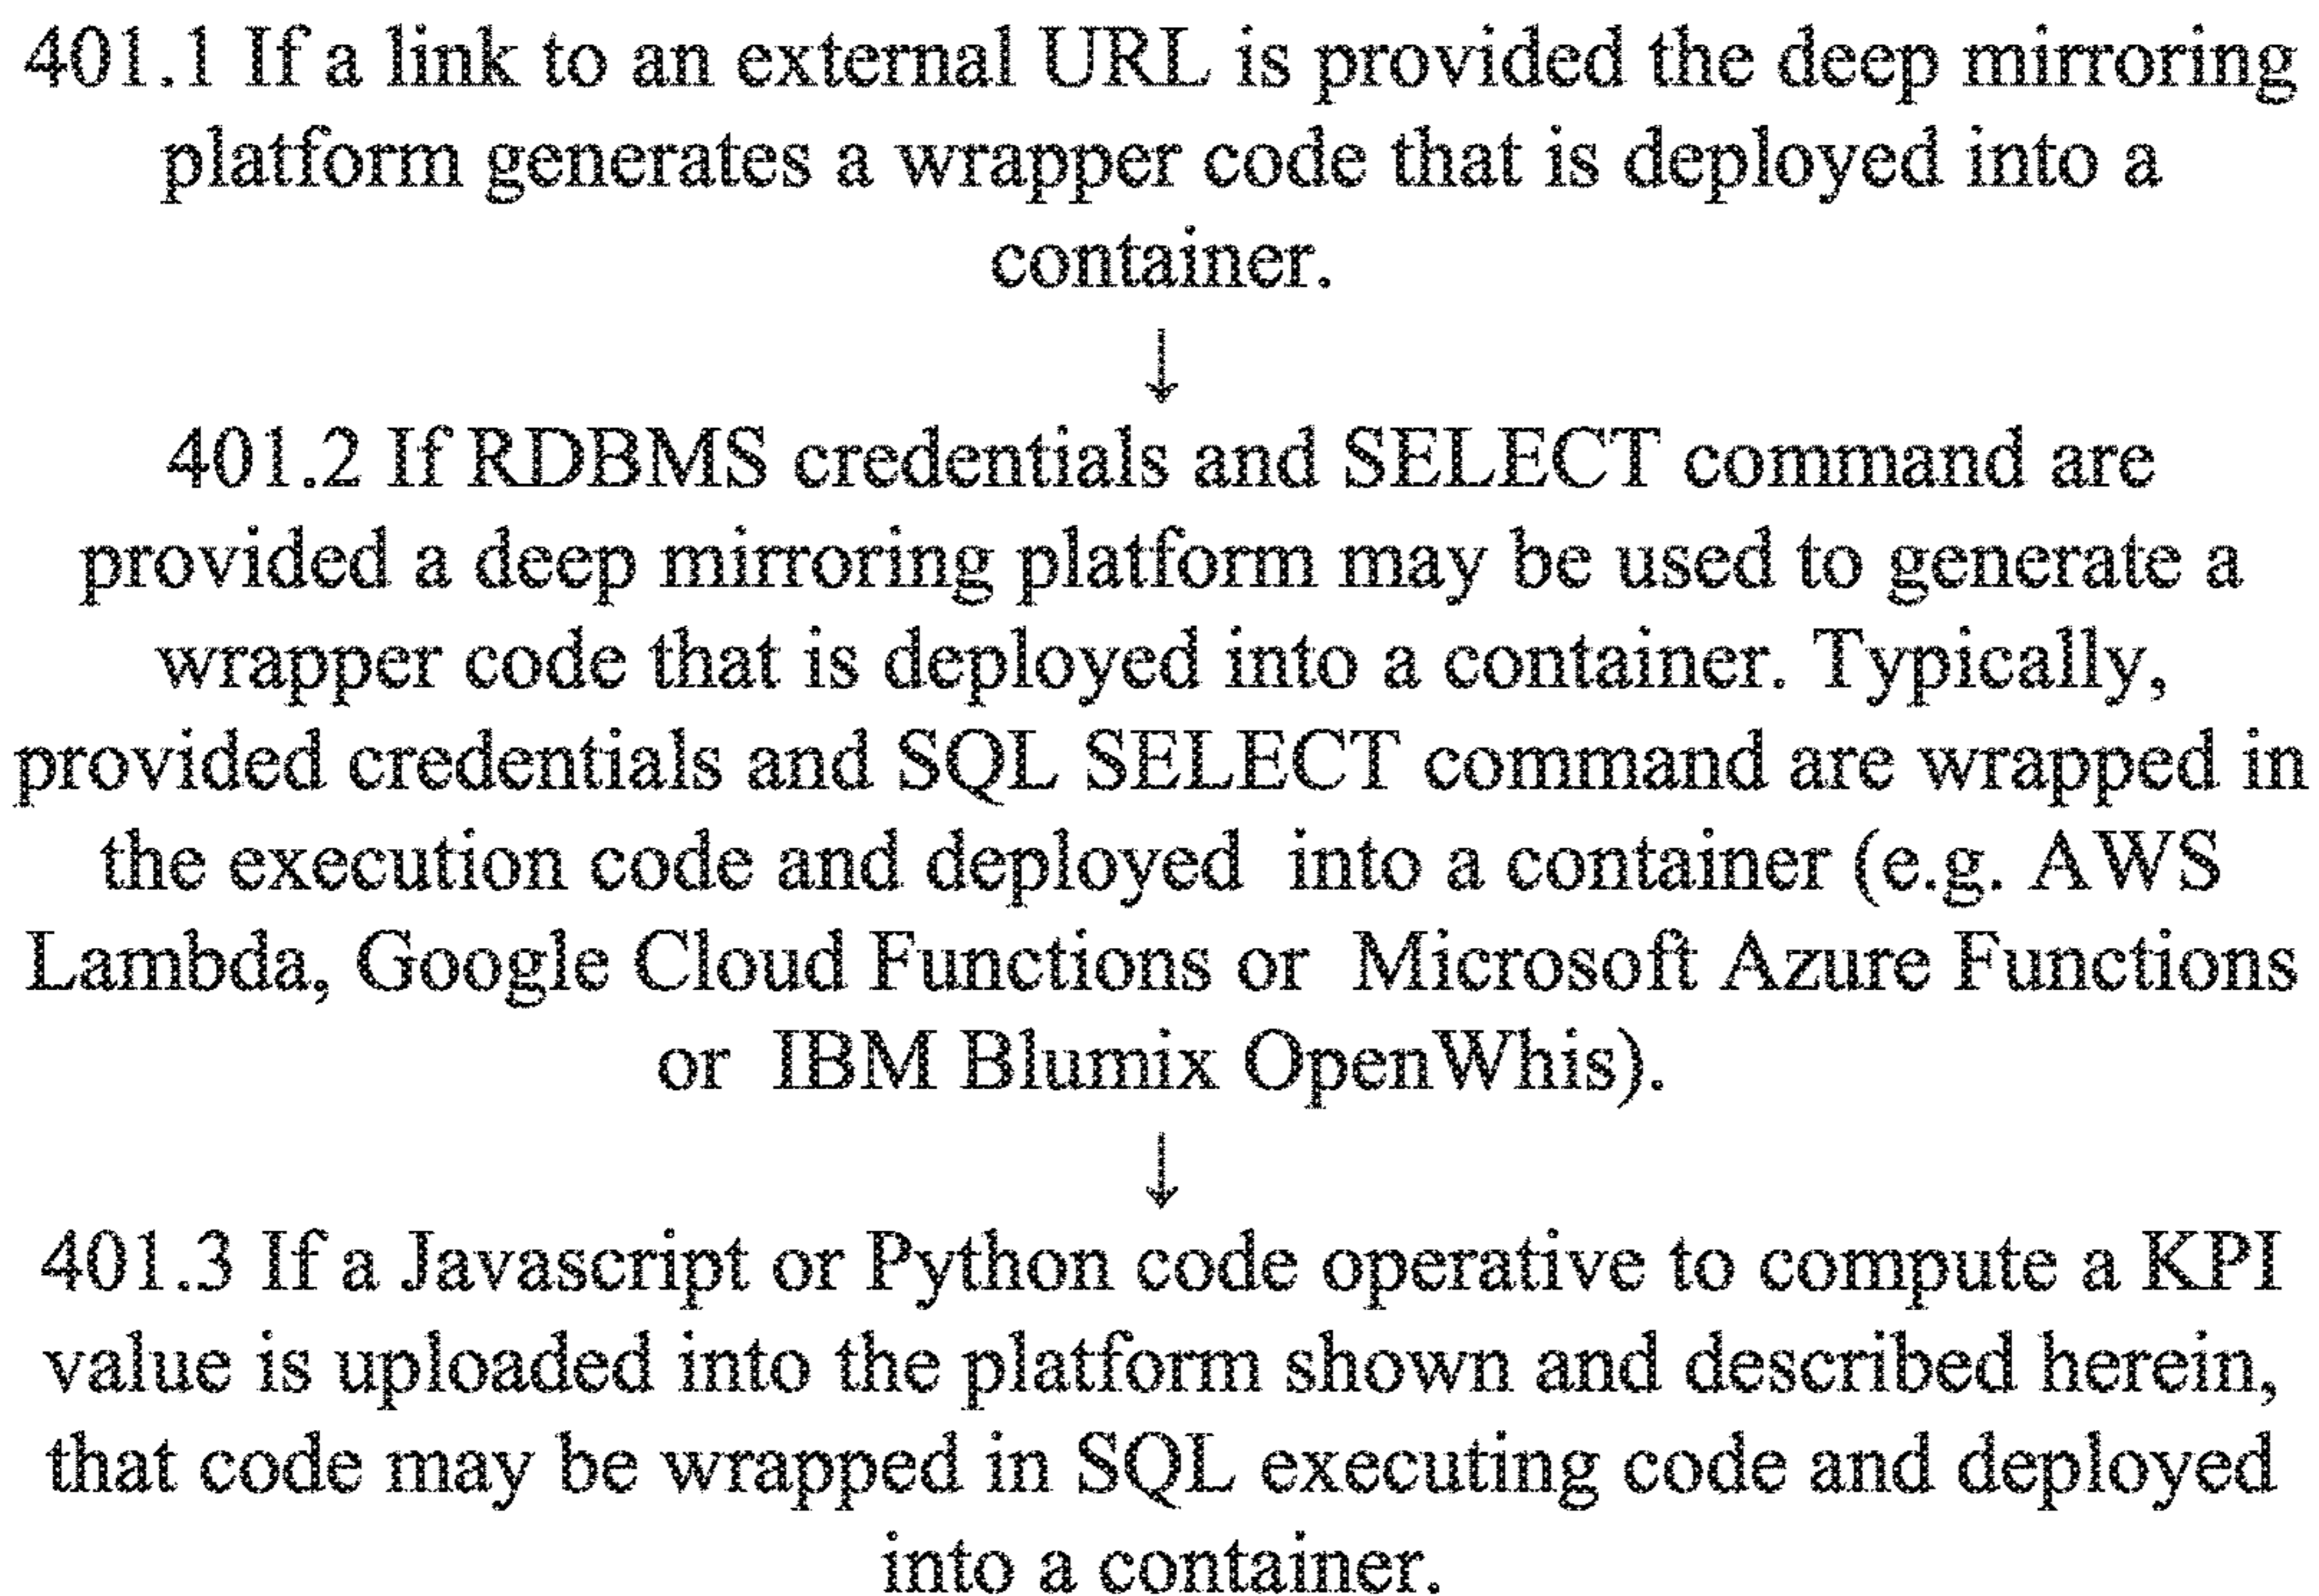 401.1 If a link to an external URL is provided the deep mirroring
platform generates a wrapper code that is deployed into a
container.
↓
401.2 If RDBMS credentials and SELECT command are
provided a deep mirroring platform may be used to generate a
wrapper code that is deployed into a container. Typically,
provided credentials and SQL SELECT command are wrapped in
the execution code and deployed  into a container (e.g. AWS
Lambda, Google Cloud Functions or  Microsoft Azure Functions
or  IBM Blumix OpenWhis).
↓
401.3 If a Javascript or Python code operative to compute a KPI
value is uploaded into the platform shown and described herein,
that code may be wrapped in SQL executing code and deployed
into a container.